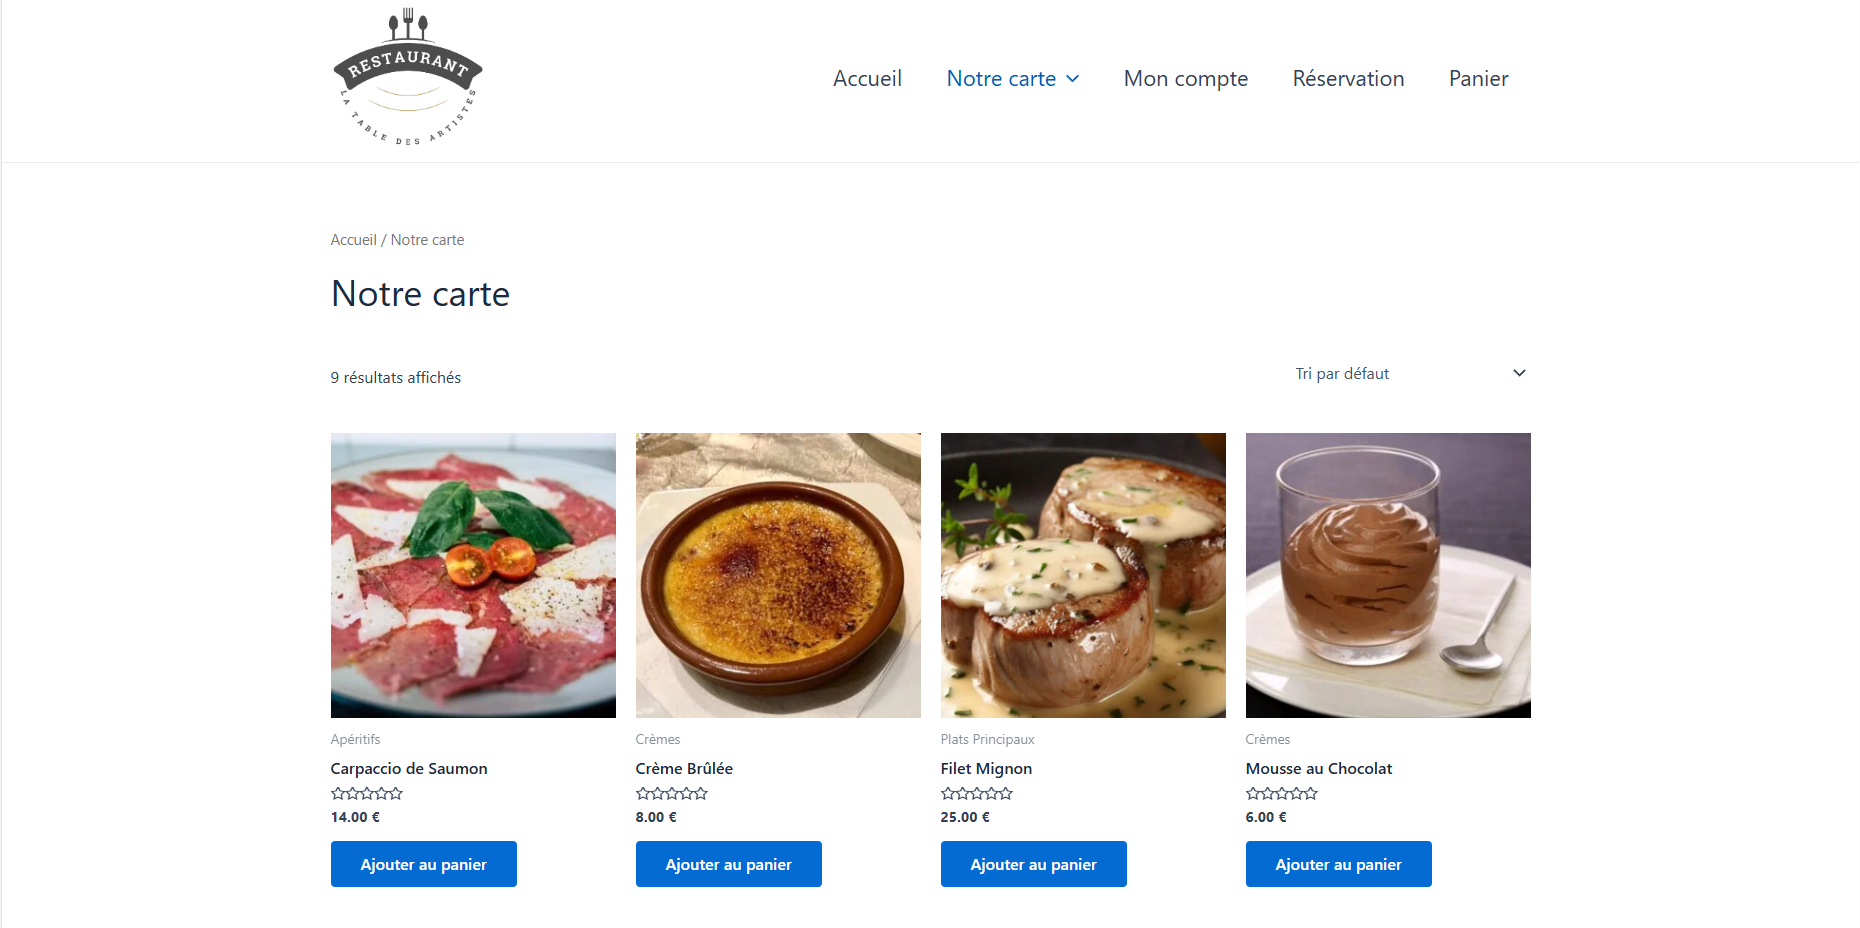 RESTAURANT
LA TABLE DES ARTISTES
Accueil Notre carte Mon compte Réservation Panier
Accueil / Notre carte
Notre carte
9 résultats affichés Tri par défaut
Apéritifs Crèmes Plats Principaux Crèmes
Carpaccio de Saumon Crème Brûlée Filet Mignon Mousse au Chocolat
14.00 € 8.00 € 25.00 € 6.00 €
Ajouter au panier Ajouter au panier Ajouter au panier Ajouter au panier